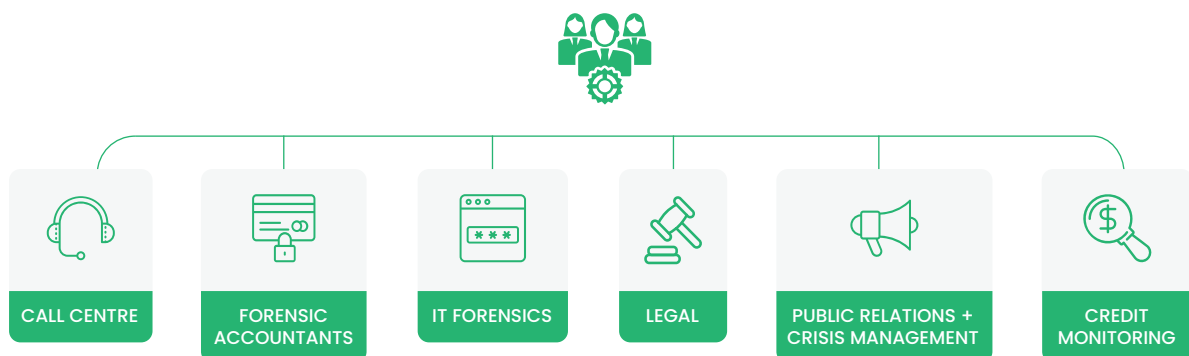 CALL CENTRE
FORENSIC
ACCOUNTANTS
IT FORENSICS
LEGAL
PUBLIC RELATIONS +
CRISIS MANAGEMENT
CREDIT
MONITORING